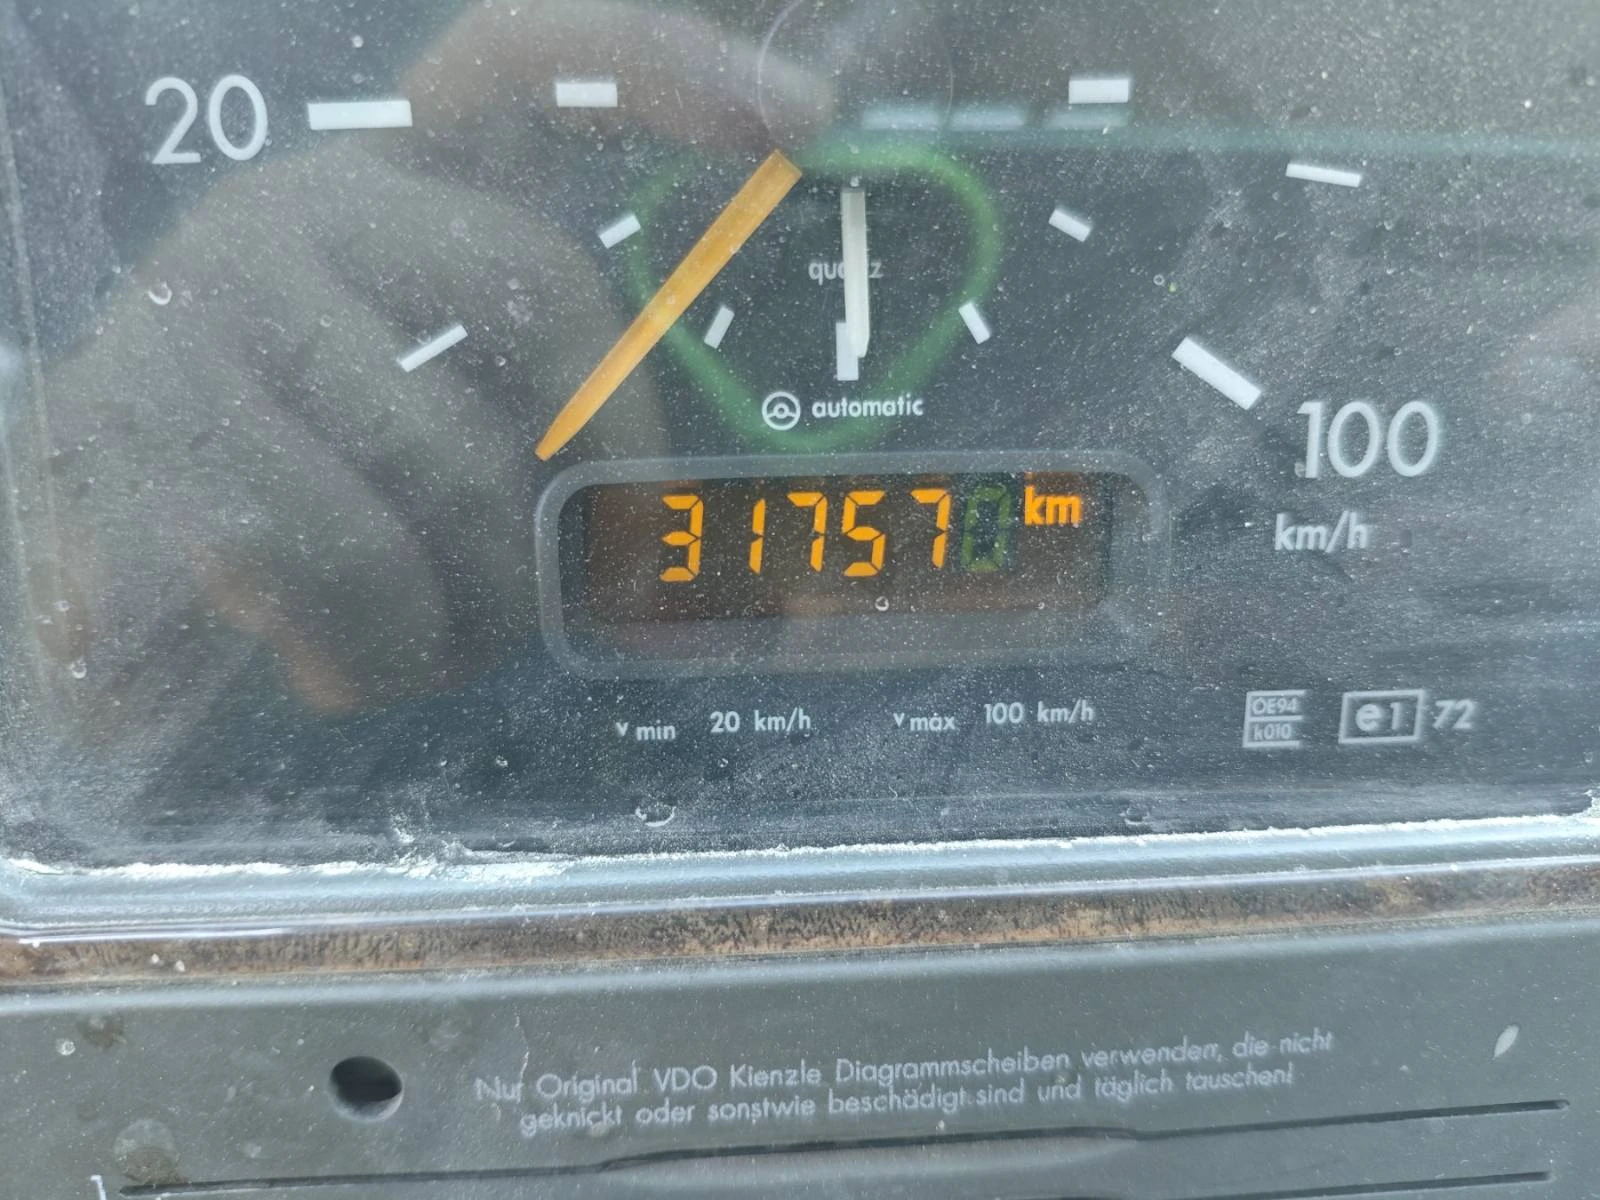 20
quartz
automatic
317570 km
100
km/h
v min 20 km/h v max 100 km/h
OE94
k010
e1 72
Nur Original VDO Kienzle Diagrammscheiben verwenden, die nicht
geknickt oder sonstwie beschädigt sind und täglich tauschen!